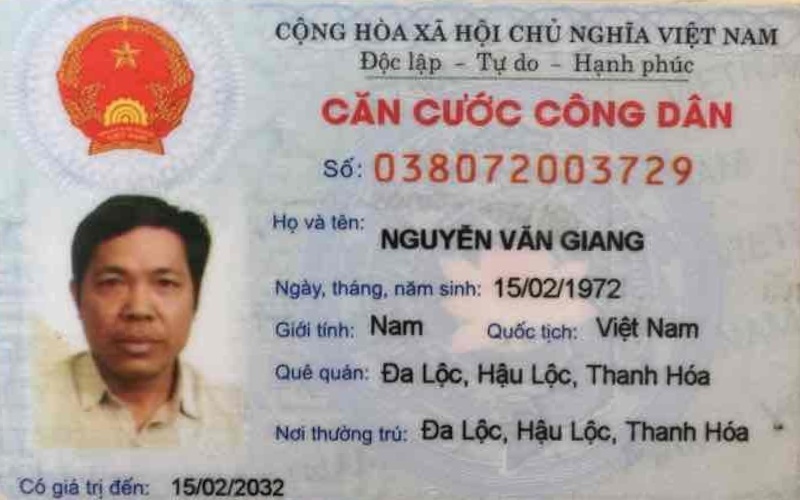 CỘNG HÒA XÃ HỘI CHỦ NGHĨA VIỆT NAM
Độc lập - Tự do - Hạnh phúc
CĂN CƯỚC CÔNG DÂN
Số: 038072003729
Họ và tên: NGUYỄN VĂN GIANG
Ngày, tháng, năm sinh: 15/02/1972
Giới tính: Nam Quốc tịch: Việt Nam
Quê quán: Đa Lộc, Hậu Lộc, Thanh Hóa
Nơi thường trú: Đa Lộc, Hậu Lộc, Thanh Hóa
Có giá trị đến: 15/02/2032